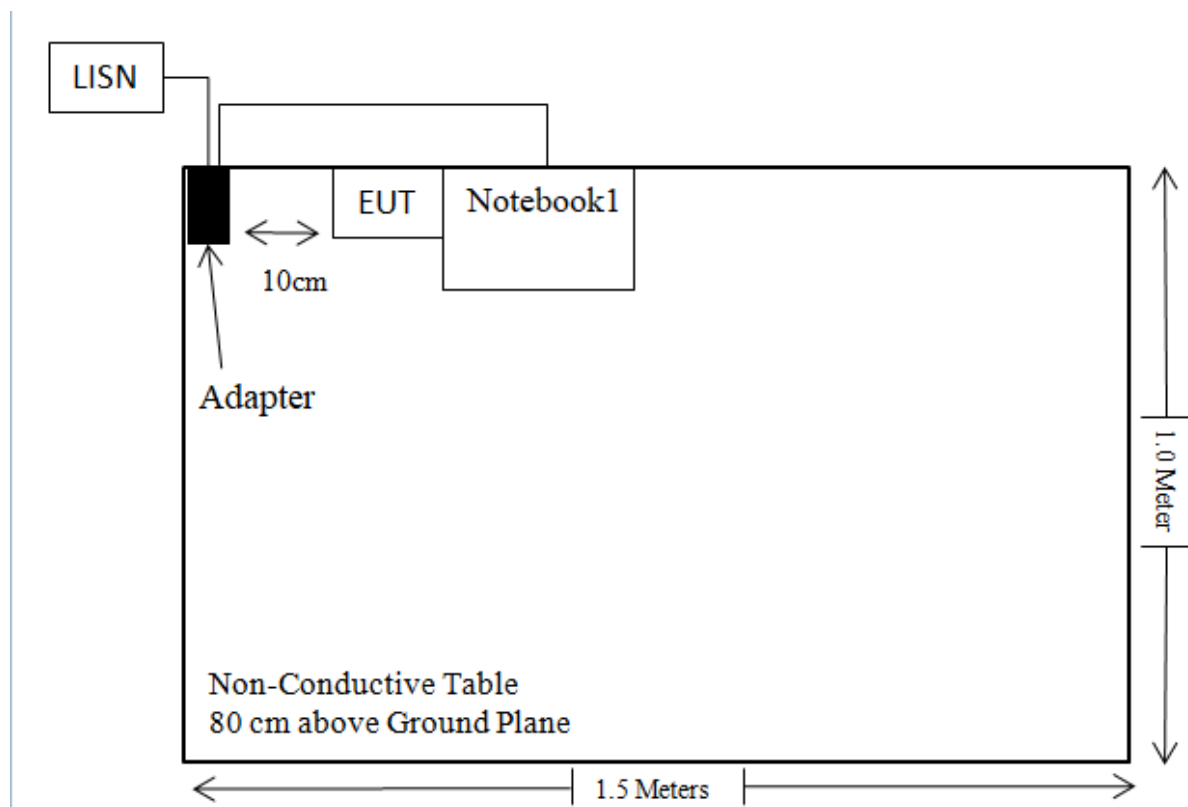 LISN
EUT
Notebook1
10cm
Adapter
1.0 Meter
Non-Conductive Table
80 cm above Ground Plane
1.5 Meters